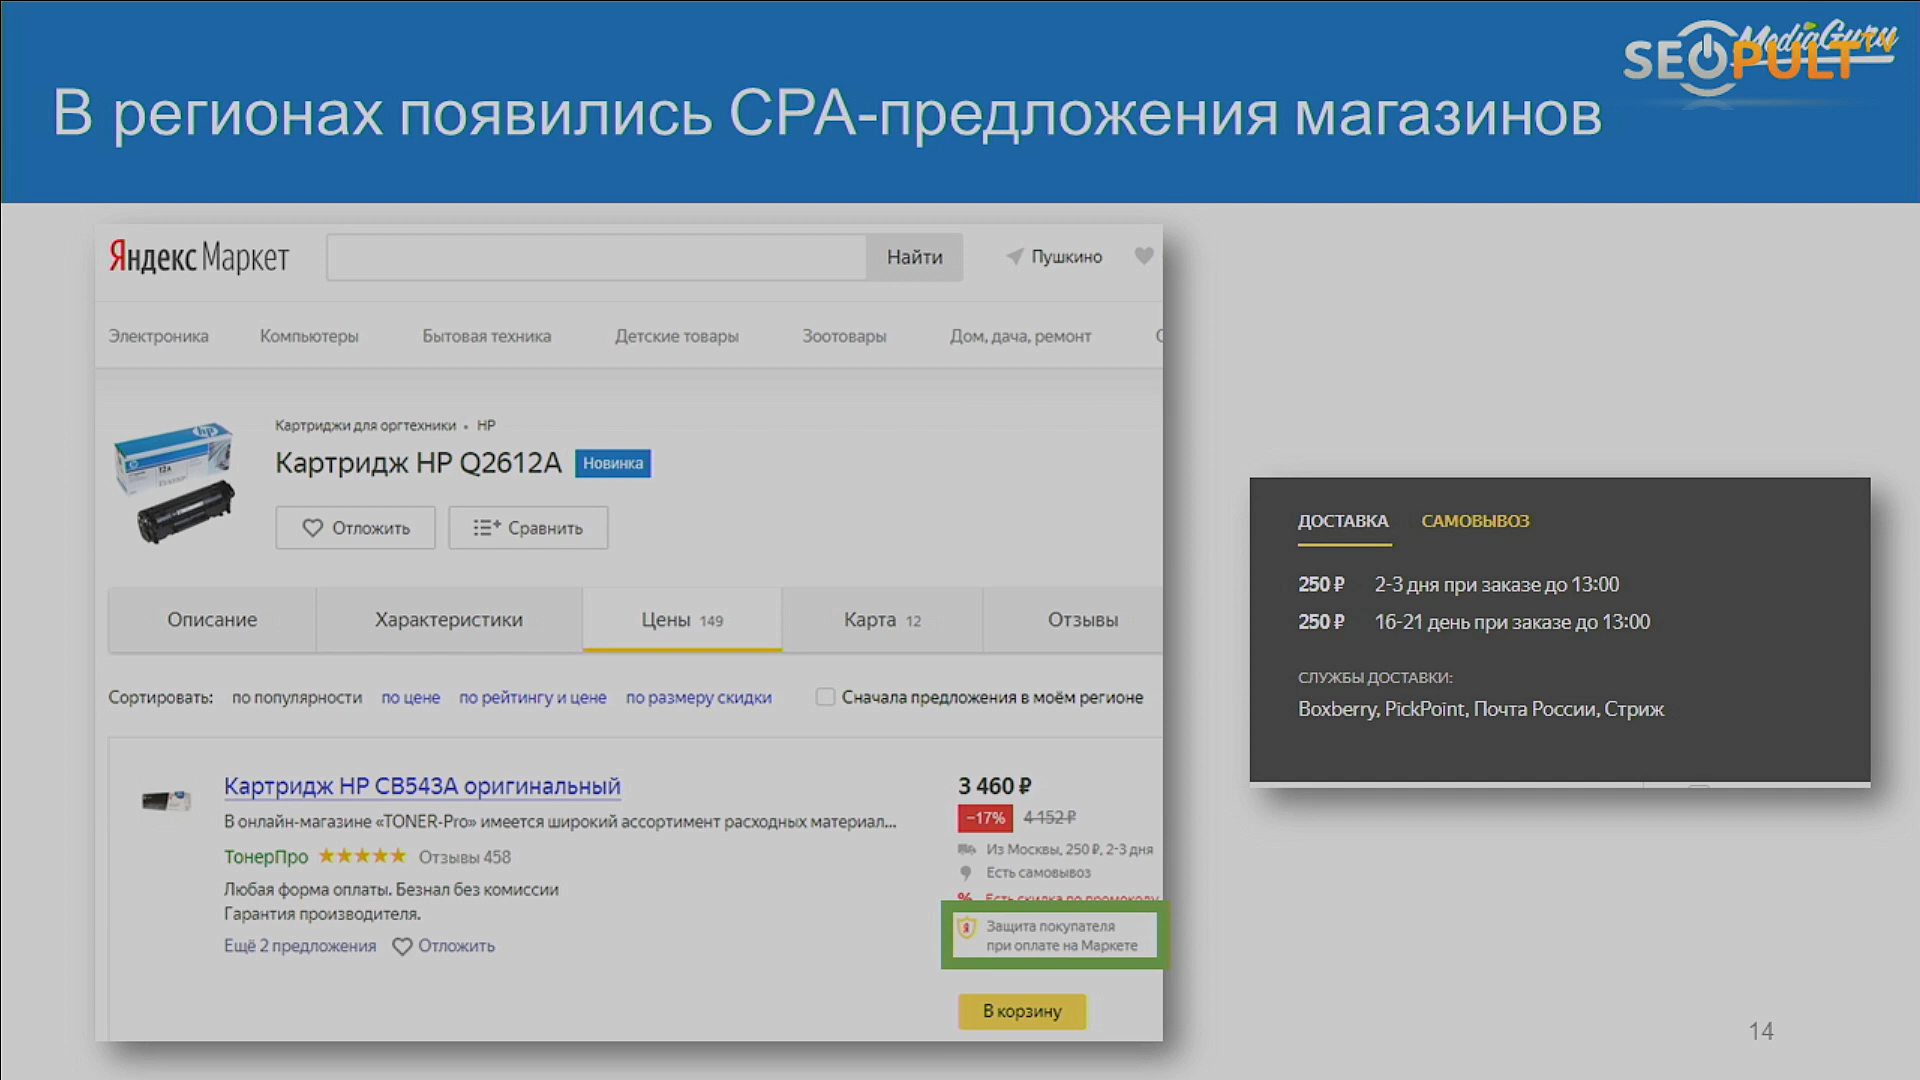 MediaGuru
SEOPULT TV
В регионах появились CPA-предложения магазинов
Яндекс Маркет
Найти
Пушкино
Электроника Компьютеры Бытовая техника Детские товары Зоотовары Дом, дача, ремонт
Картриджи для оргтехники • HP
Картридж HP Q2612A Новинка
Отложить Сравнить
Описание Характеристики Цены 149 Карта 12 Отзывы
Сортировать: по популярности по цене по рейтингу и цене по размеру скидки Сначала предложения в моём регионе
Картридж HP CB543A оригинальный
В онлайн-магазине «TONER-Pro» имеется широкий ассортимент расходных материал...
ТонерПро Отзывы 458
Любая форма оплаты. Безнал без комиссии
Гарантия производителя.
Ещё 2 предложения Отложить
3 460 ₽
−17% 4 152 ₽
Из Москвы, 250 ₽, 2-3 дня
Есть самовывоз
% Есть скидка по промокоду
Защита покупателя
при оплате на Маркете
В корзину
ДОСТАВКА САМОВЫВОЗ
250 ₽ 2-3 дня при заказе до 13:00
250 ₽ 16-21 день при заказе до 13:00
СЛУЖБЫ ДОСТАВКИ:
Boxberry, PickPoint, Почта России, Стриж
14